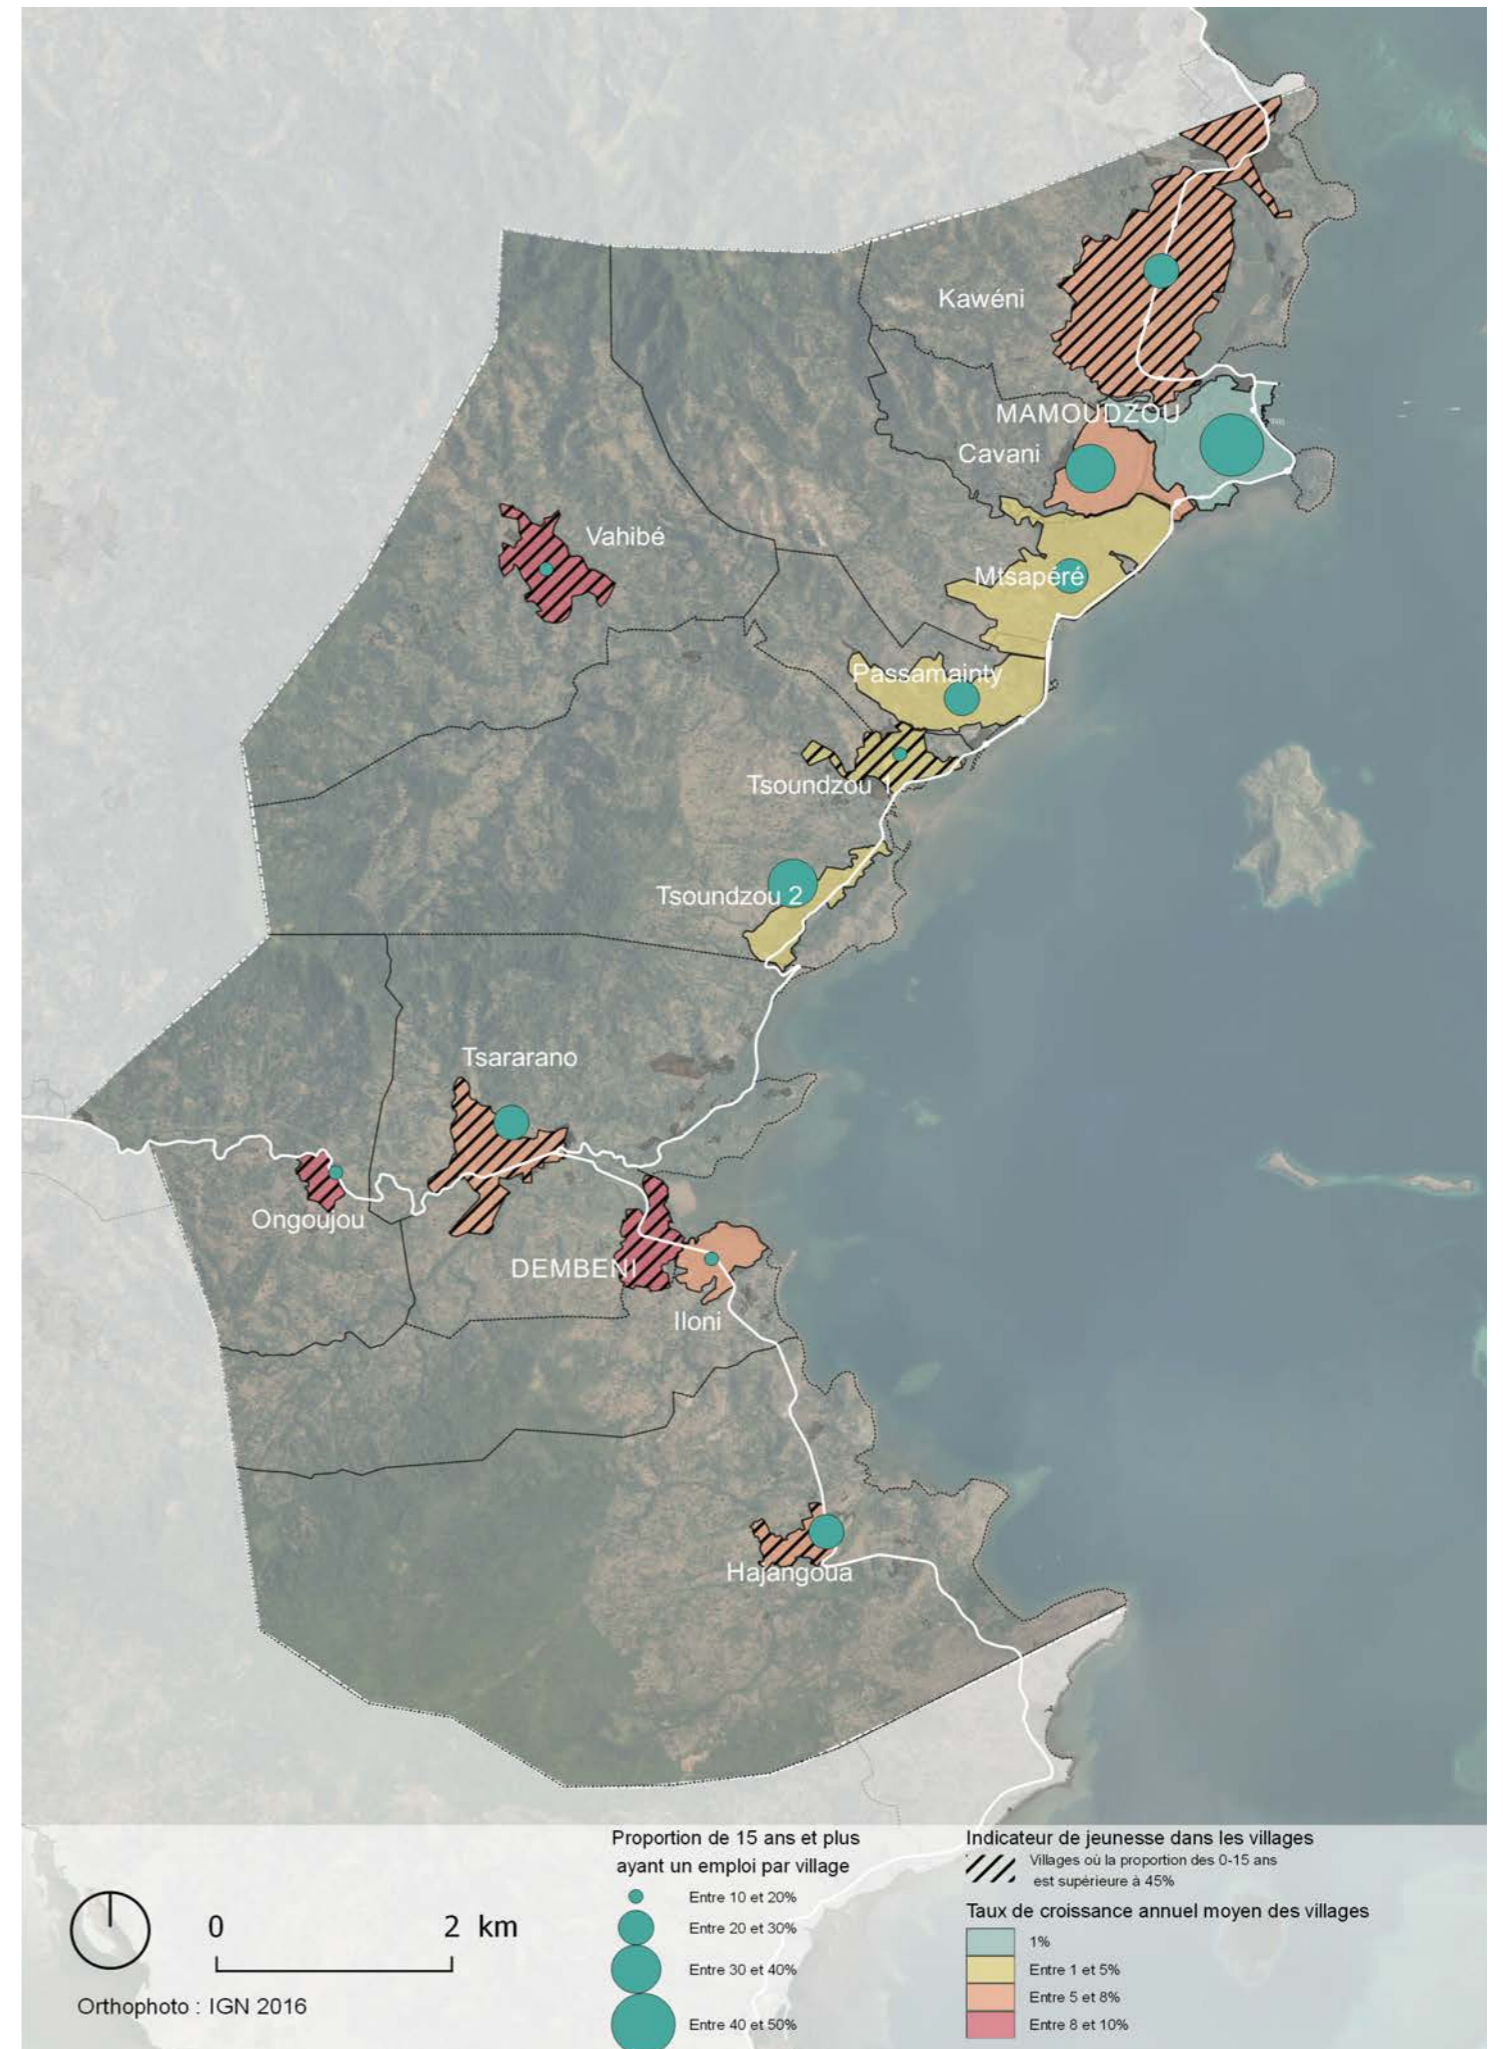 Kawéni
MAMOUDZOU
Cavani
Vahibé
Mtsapéré
Passamainty
Tsoundzou 1
Tsoundzou 2
Tsararano
Ongoujou
DEMBENI
Iloni
Hajangoua
0 2 km
Orthophoto : IGN 2016
Proportion de 15 ans et plus
ayant un emploi par village
Entre 10 et 20%
Entre 20 et 30%
Entre 30 et 40%
Entre 40 et 50%
Indicateur de jeunesse dans les villages
Villages où la proportion des 0-15 ans
est supérieure à 45%
Taux de croissance annuel moyen des villages
1%
Entre 1 et 5%
Entre 5 et 8%
Entre 8 et 10%